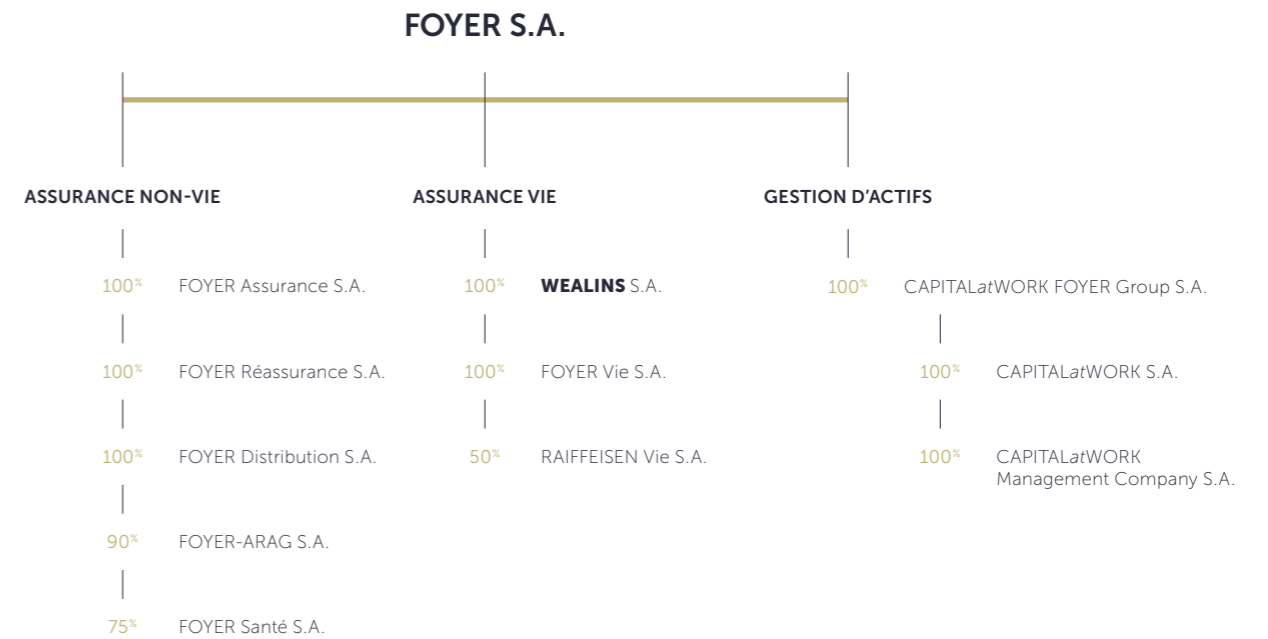 FOYER S.A.
ASSURANCE NON-VIE
100% FOYER Assurance S.A.
100% FOYER Réassurance S.A.
100% FOYER Distribution S.A.
90% FOYER-ARAG S.A.
75% FOYER Santé S.A.
ASSURANCE VIE
100% WEALINS S.A.
100% FOYER Vie S.A.
50% RAIFFEISEN Vie S.A.
GESTION D’ACTIFS
100% CAPITALatWORK FOYER Group S.A.
100% CAPITALatWORK S.A.
100% CAPITALatWORK
Management Company S.A.